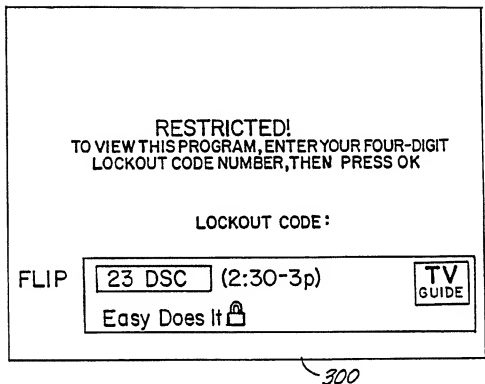 RESTRICTED!
TO VIEW THIS PROGRAM, ENTER YOUR FOUR-DIGIT
LOCKOUT CODE NUMBER, THEN PRESS OK
LOCKOUT CODE:
FLIP 23 DSC (2:30-3p) TV
GUIDE
Easy Does It
300